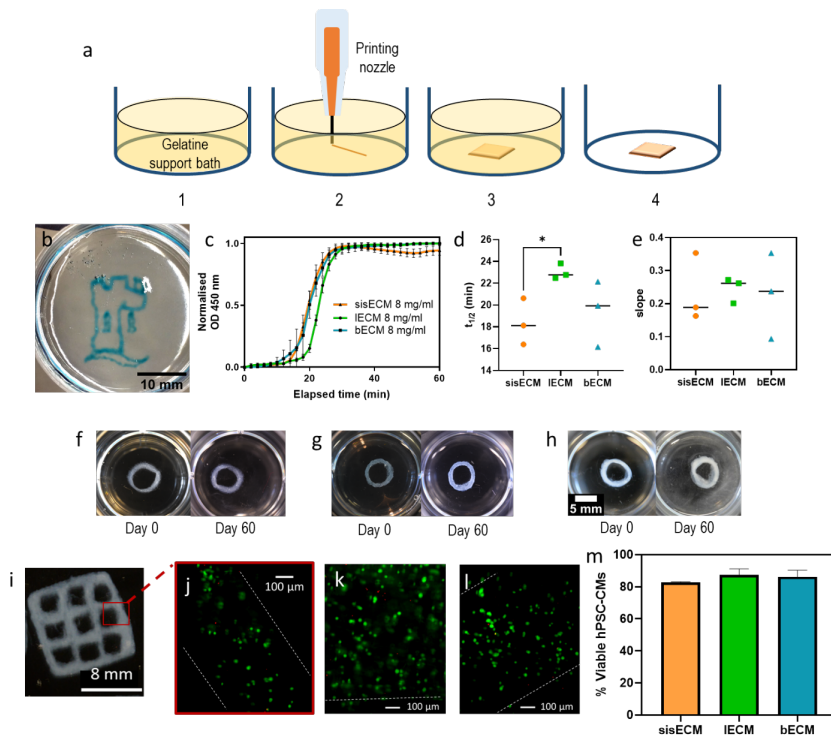 a
Printing
nozzle
Gelatine
support bath
1
2
3
4
b
10 mm
c
Normalised
OD 450 nm
1.0
0.5
0.0
0
20
40
60
Elapsed time (min)
sisECM 8 mg/ml
lECM 8 mg/ml
bECM 8 mg/ml
d
t1/2 (min)
26
24
22
20
18
16
14
*
sisECM
lECM
bECM
e
slope
0.5
0.4
0.3
0.2
0.1
0.0
sisECM
lECM
bECM
f
Day 0
Day 60
g
Day 0
Day 60
h
5 mm
Day 0
Day 60
i
8 mm
j
100 µm
k
100 µm
l
100 µm
m
% Viable hPSC-CMs
100
80
60
40
20
0
sisECM
lECM
bECM